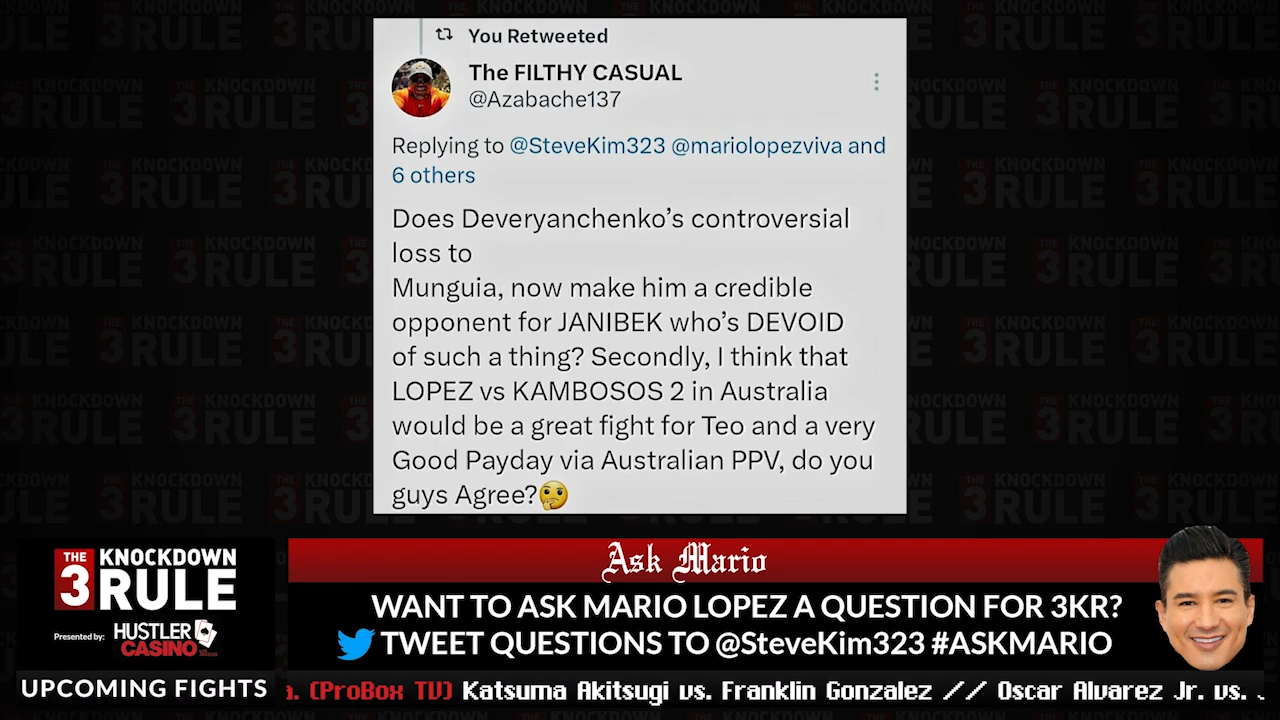 You Retweeted
The FILTHY CASUAL
@Azabache137
Replying to @SteveKim323 @mariolopezviva and
6 others
Does Deveryanchenko’s controversial
loss to
Munguia, now make him a credible
opponent for JANIBEK who’s DEVOID
of such a thing? Secondly, I think that
LOPEZ vs KAMBOSOS 2 in Australia
would be a great fight for Teo and a very
Good Payday via Australian PPV, do you
guys Agree?🤔
THE 3 KNOCKDOWN RULE
Presented by: HUSTLER CASINO
Ask Mario
WANT TO ASK MARIO LOPEZ A QUESTION FOR 3KR?
TWEET QUESTIONS TO @SteveKim323 #ASKMARIO
UPCOMING FIGHTS
a. (ProBox TV) Katsuma Akitsugi vs. Franklin Gonzalez // Oscar Alvarez Jr. vs.